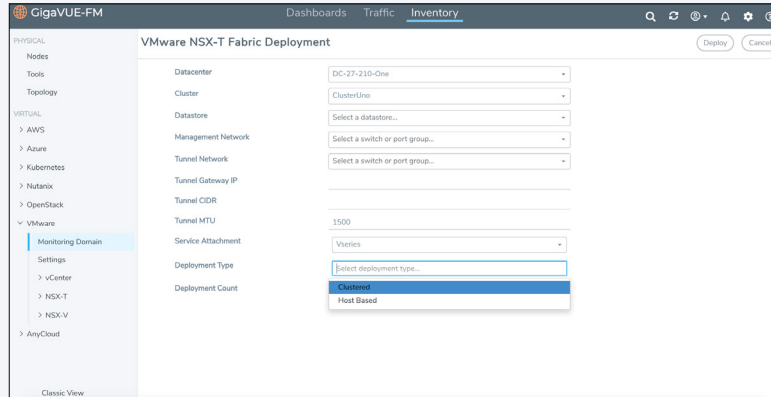 GigaVUE-FM
Dashboards Traffic Inventory
PHYSICAL
Nodes
Tools
Topology
VIRTUAL
> AWS
> Azure
> Kubernetes
> Nutanix
> OpenStack
VMware
Monitoring Domain
Settings
> vCenter
> NSX-T
> NSX-V
> AnyCloud
Classic View
VMware NSX-T Fabric Deployment
Deploy Cancel
Datacenter DC-27-210-One
Cluster ClusterUno
Datastore Select a datastore...
Management Network Select a switch or port group...
Tunnel Network Select a switch or port group...
Tunnel Gateway IP
Tunnel CIDR
Tunnel MTU 1500
Service Attachment Vseries
Deployment Type Select deployment type...
Deployment Count Clustered
Host Based